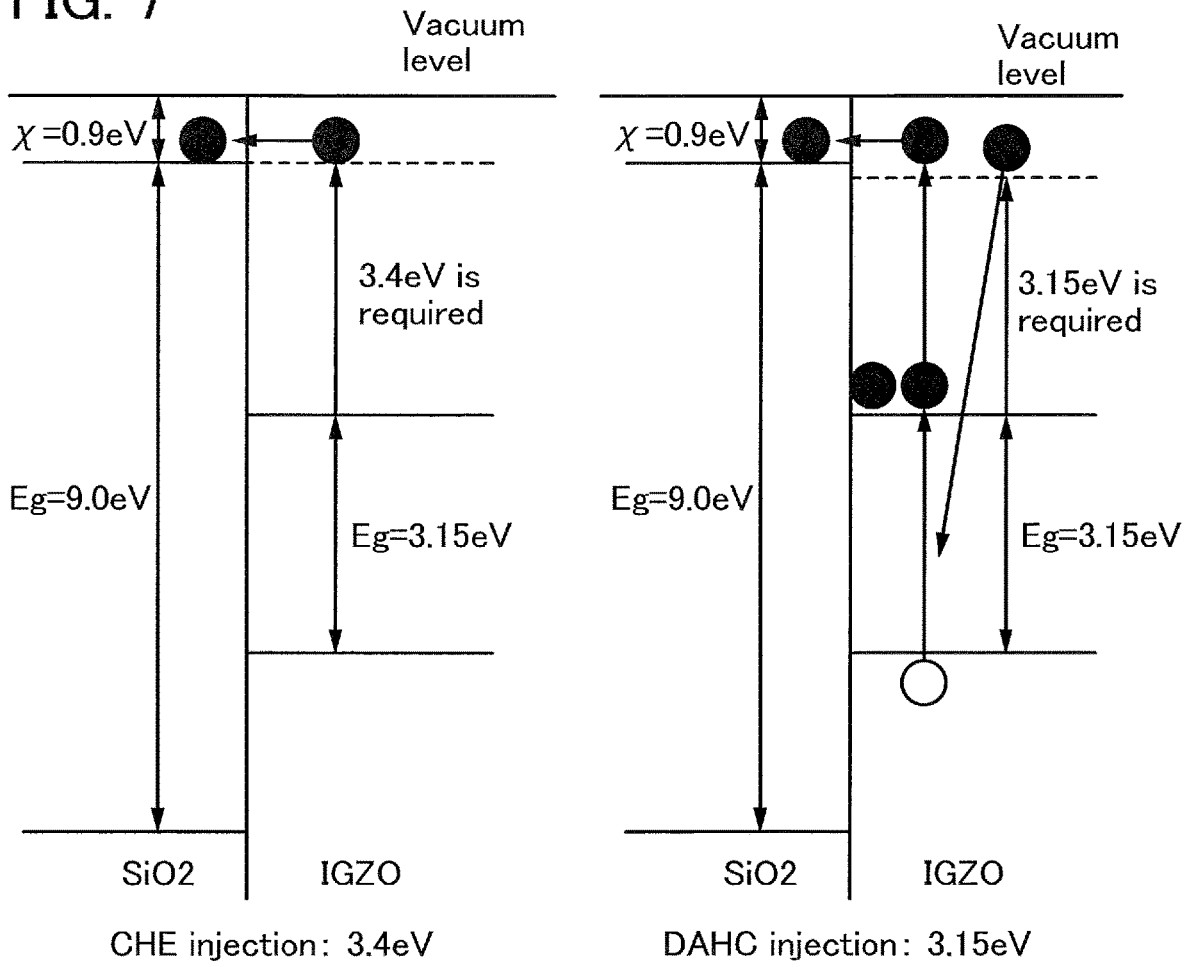 FIG. 7
Vacuum
level
χ=0.9eV
3.4eV is
required
Eg=9.0eV
Eg=3.15eV
SiO2
IGZO
CHE injection: 3.4eV
Vacuum
level
χ=0.9eV
3.15eV is
required
Eg=9.0eV
Eg=3.15eV
SiO2
IGZO
DAHC injection: 3.15eV